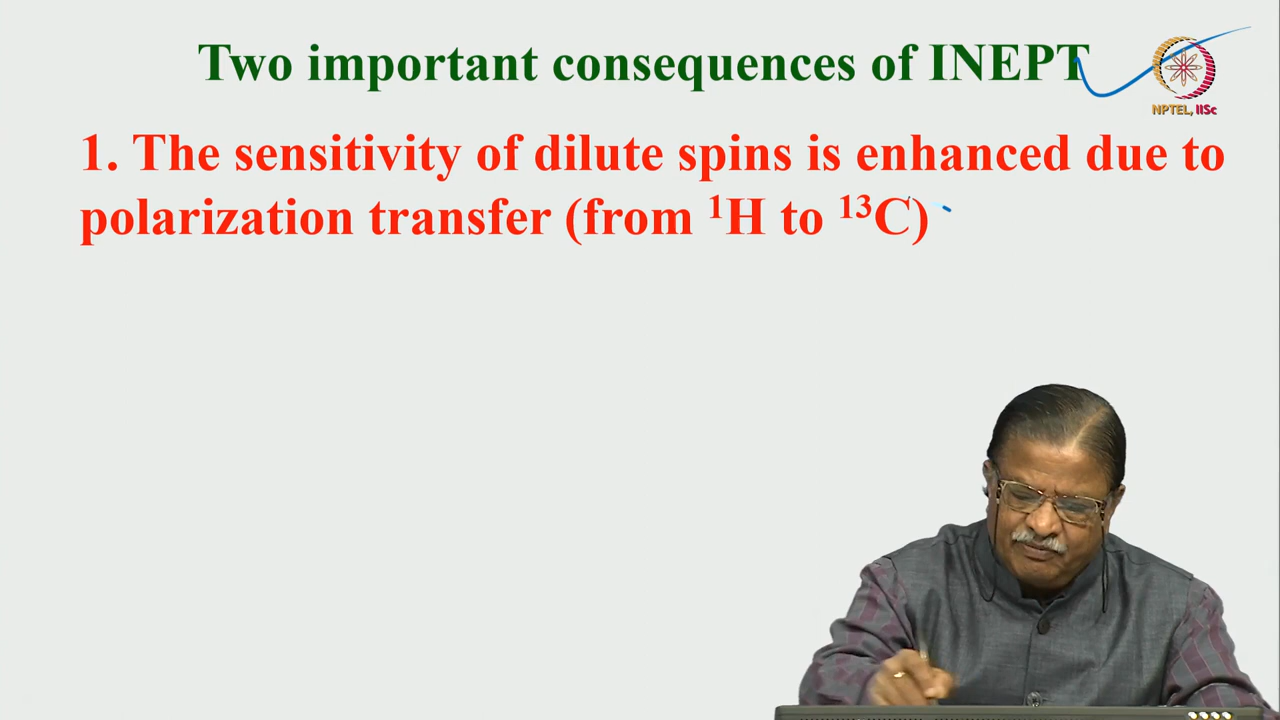 Two important consequences of INEPT
NPTEL, IISc
1. The sensitivity of dilute spins is enhanced due to
polarization transfer (from ¹H to ¹³C)